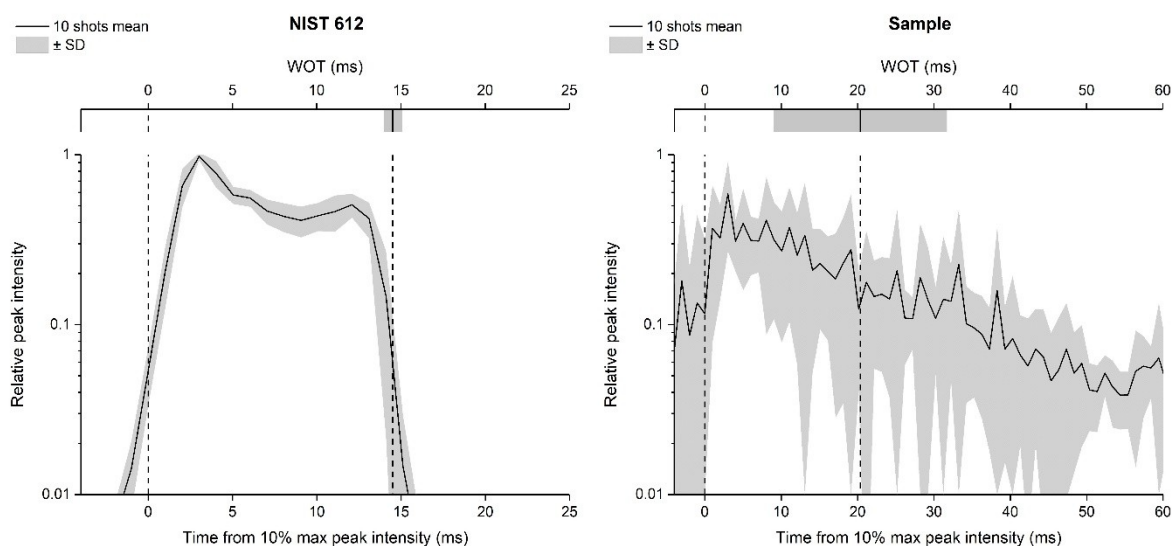 NIST 612
10 shots mean
± SD
WOT (ms)
0 5 10 15 20 25
1
0.1
0.01
Relative peak intensity
0 5 10 15 20 25
Time from 10% max peak intensity (ms)
Sample
10 shots mean
± SD
WOT (ms)
0 10 20 30 40 50 60
1
0.1
0.01
Relative peak intensity
0 10 20 30 40 50 60
Time from 10% max peak intensity (ms)